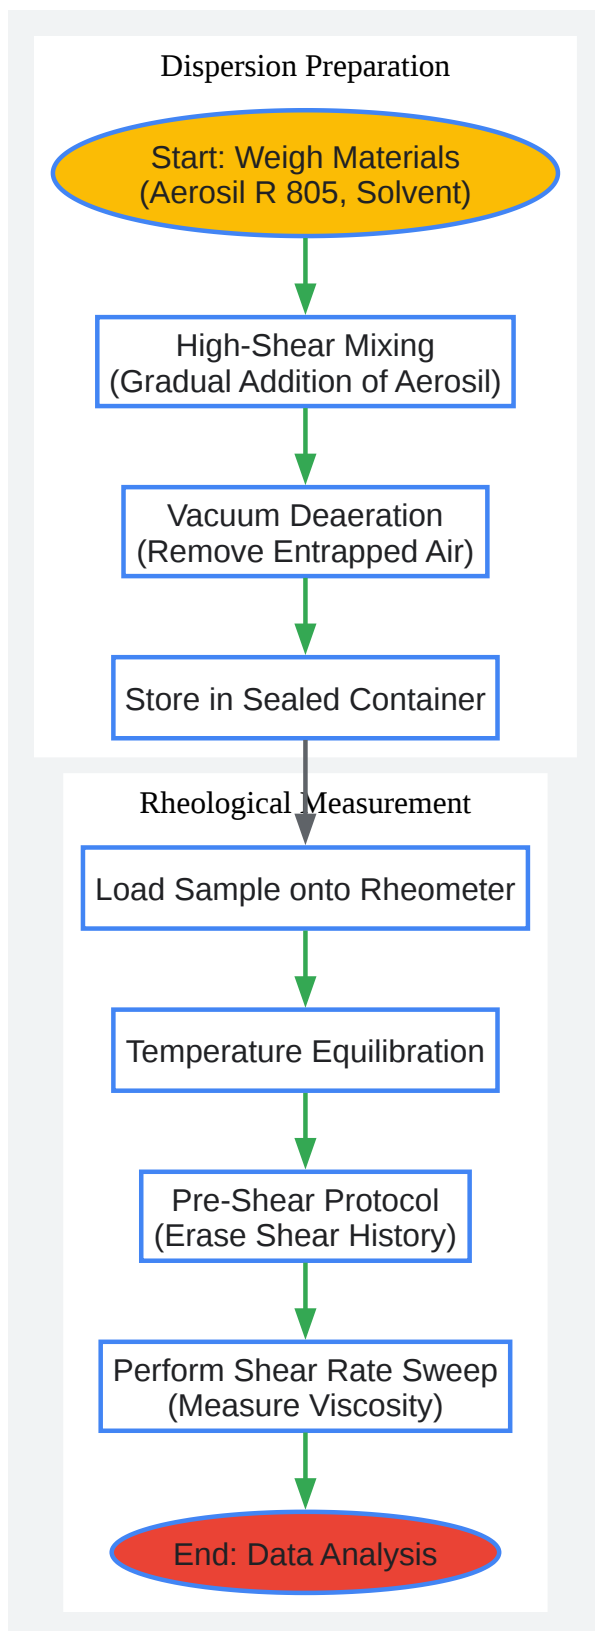 Dispersion Preparation
Start: Weigh Materials
(Aerosil R 805, Solvent)
High-Shear Mixing
(Gradual Addition of Aerosil)
Vacuum Deaeration
(Remove Entrapped Air)
Store in Sealed Container
Rheological Measurement
Load Sample onto Rheometer
Temperature Equilibration
Pre-Shear Protocol
(Erase Shear History)
Perform Shear Rate Sweep
(Measure Viscosity)
End: Data Analysis